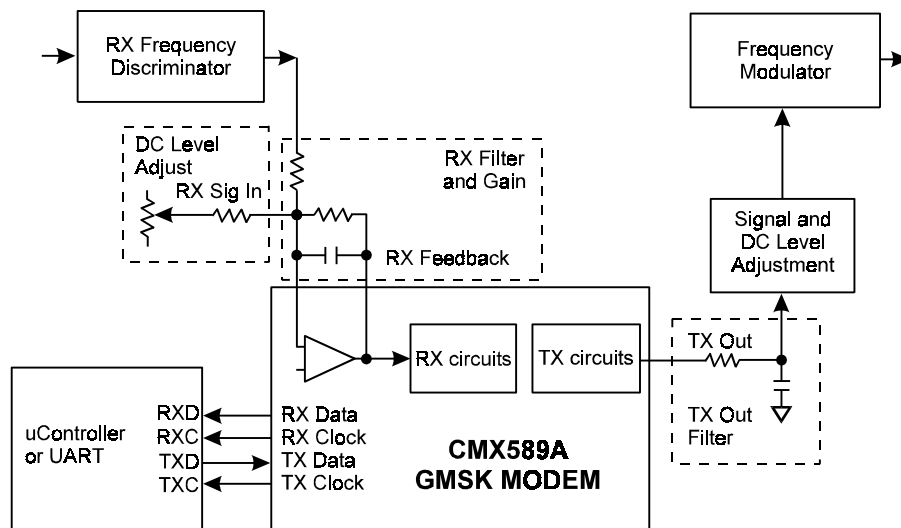 RX Frequency
Discriminator
Frequency
Modulator
DC Level
Adjust
RX Sig In
RX Filter
and Gain
RX Feedback
Signal and
DC Level
Adjustment
RX circuits
TX circuits
TX Out
TX Out
Filter
uController
or UART
RXD
RXC
TXD
TXC
RX Data
RX Clock
TX Data
TX Clock
CMX589A
GMSK MODEM